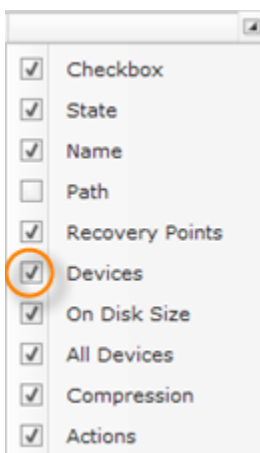 Checkbox
State
Name
Path
Recovery Points
Devices
On Disk Size
All Devices
Compression
Actions